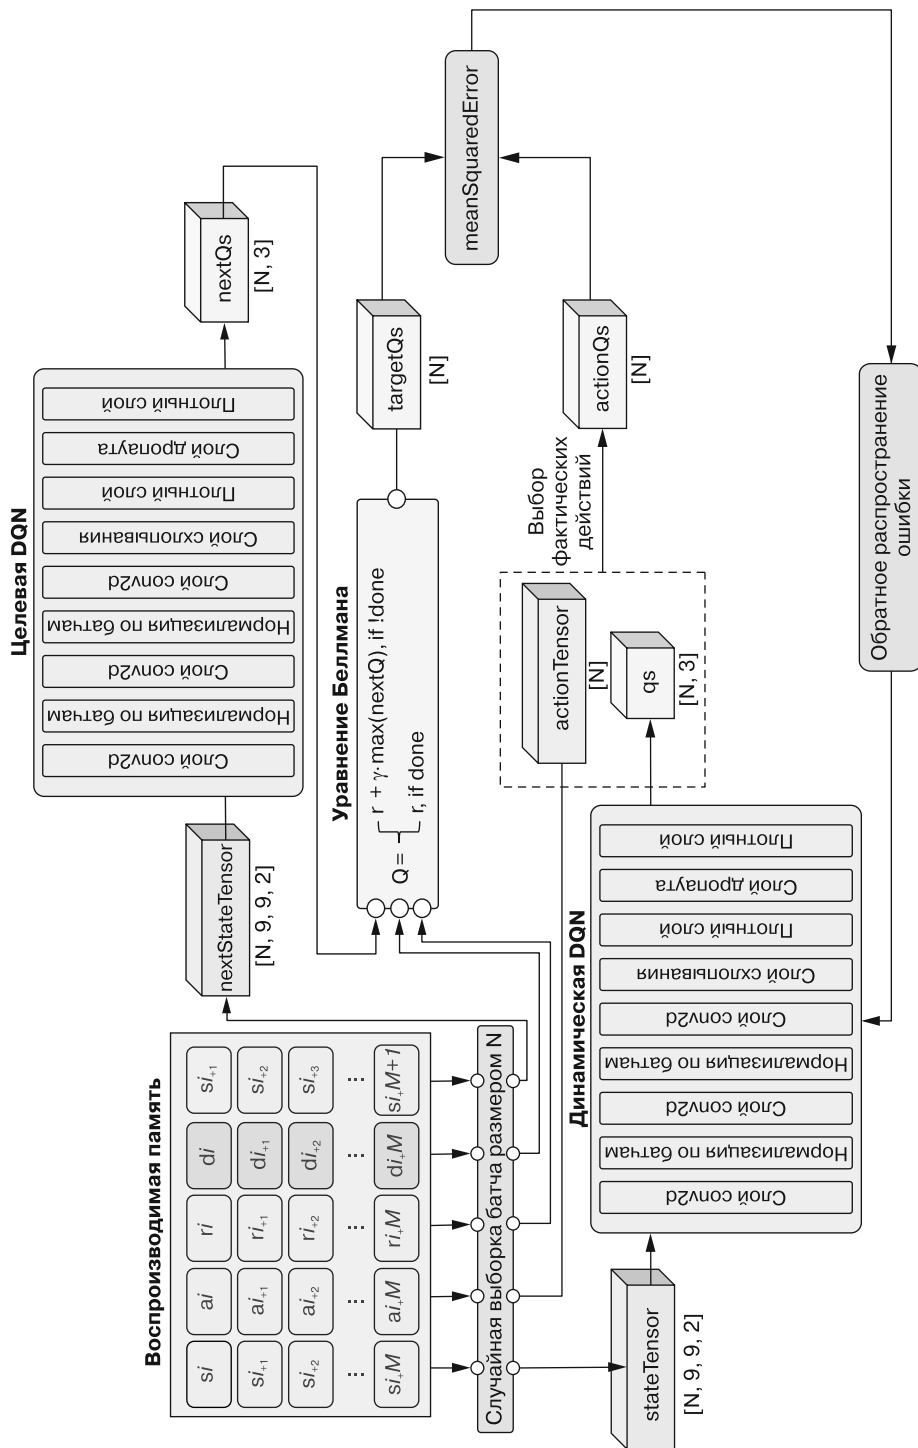 Воспроизводимая память
si
ai
ri
di
si+1
si+1
ai+1
ri+1
di+1
si+2
si+2
ai+2
ri+2
di+2
si+3
...
...
...
...
...
si+M
ai+M
ri+M
di+M
si+M+1
Случайная выборка батча размером N
nextStateTensor
[N, 9, 9, 2]
Целевая DQN
Слой conv2d
Нормализация по батчам
Слой conv2d
Нормализация по батчам
Слой conv2d
Слой схлопывания
Плотный слой
Слой дропаута
Плотный слой
nextQs
[N, 3]
Уравнение Беллмана
Q =
r + γ·max(nextQ), if !done
r, if done
targetQs
[N]
stateTensor
[N, 9, 9, 2]
Динамическая DQN
Слой conv2d
Нормализация по батчам
Слой conv2d
Нормализация по батчам
Слой conv2d
Слой схлопывания
Плотный слой
Слой дропаута
Плотный слой
actionTensor
[N]
qs
[N, 3]
Выбор
фактических
действий
actionQs
[N]
meanSquaredError
Обратное распространение
ошибки